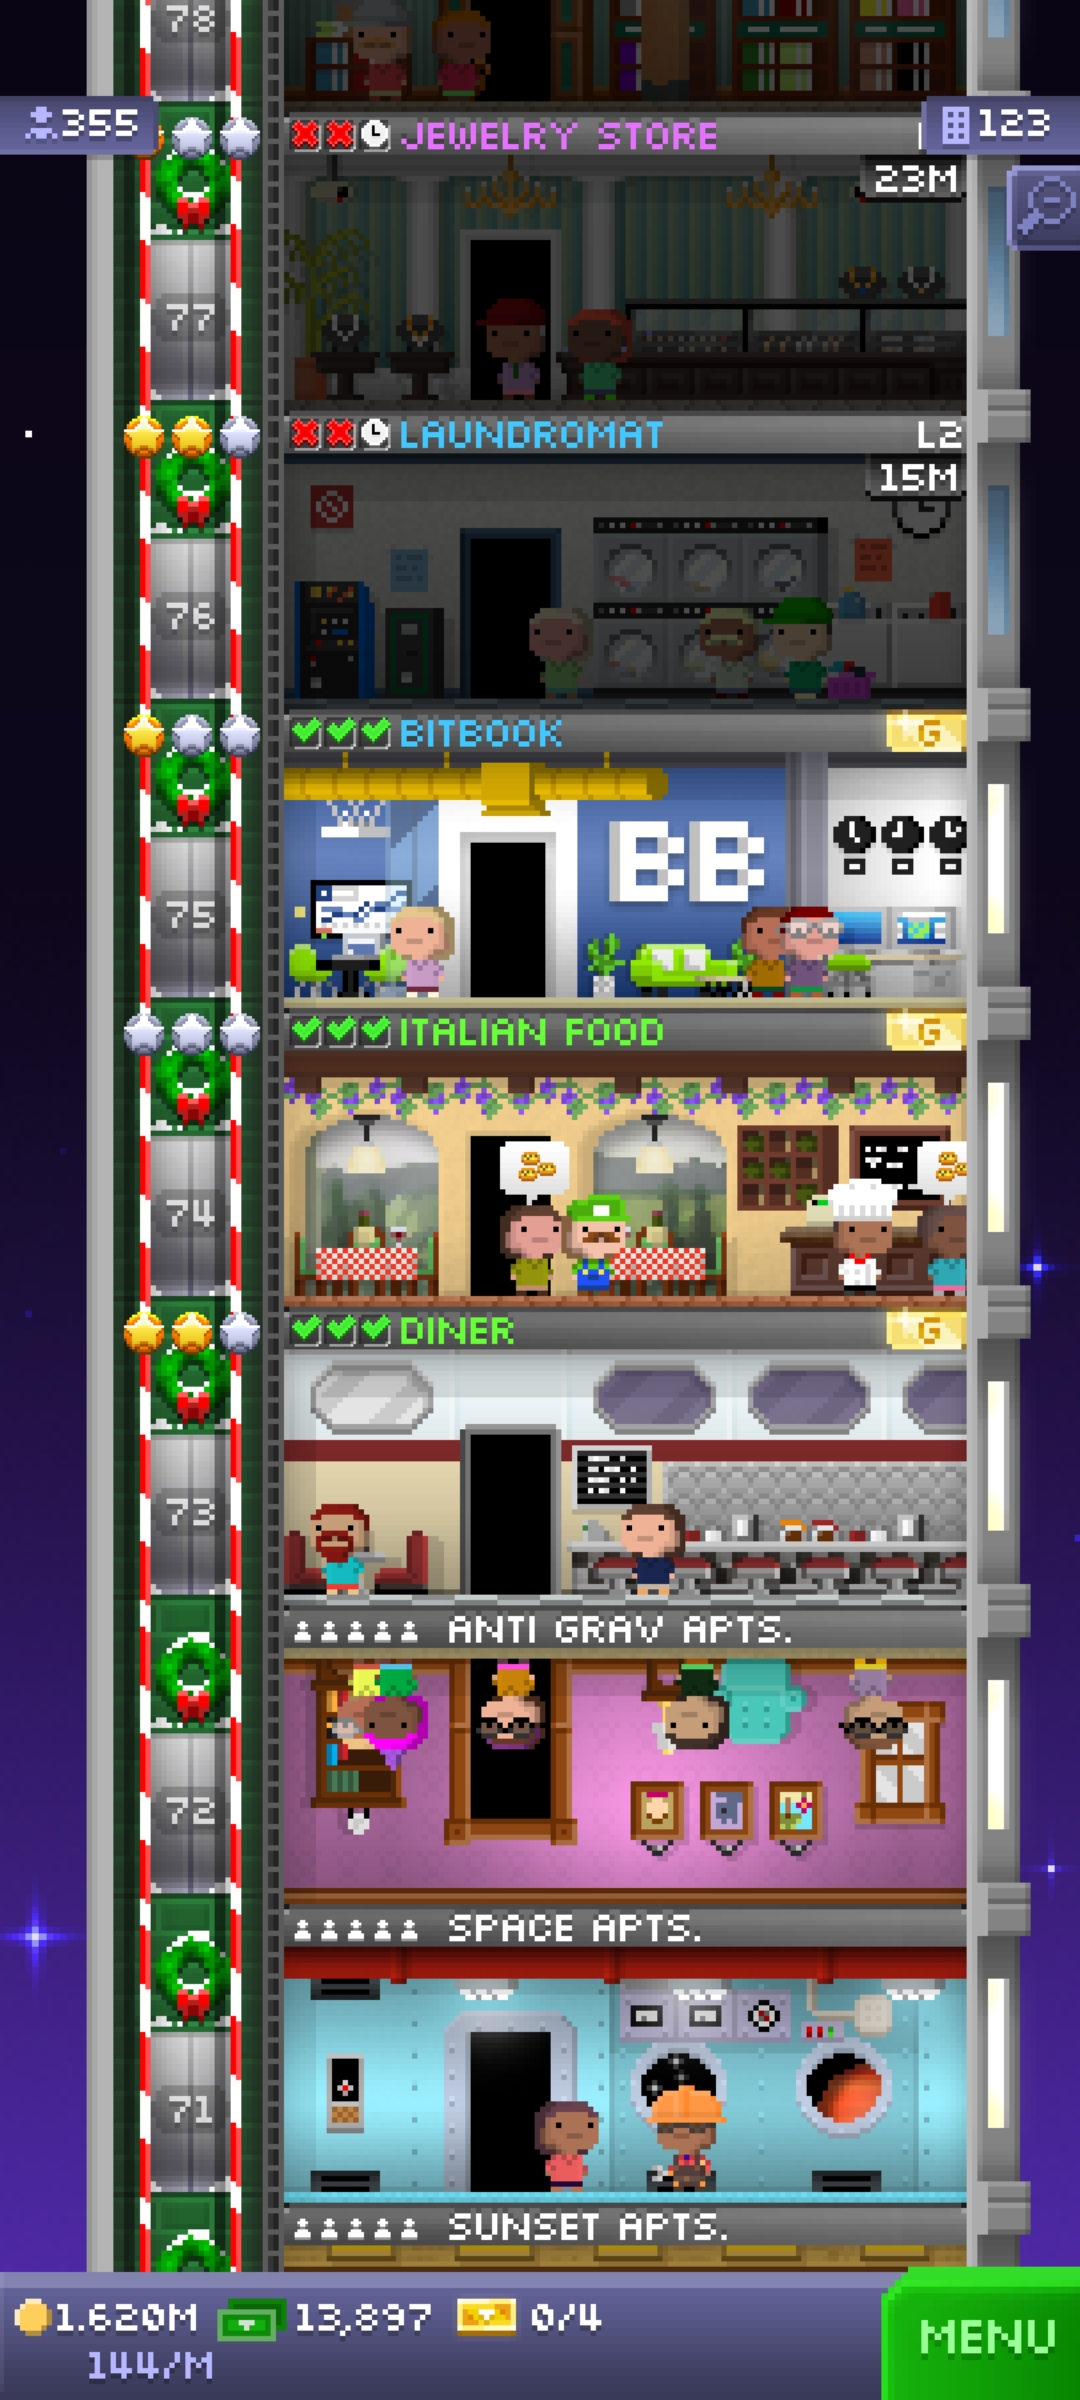 78
355
JEWELRY STORE
123
23M
77
LAUNDROMAT L2
15M
76
BITBOOK G
BB
75
ITALIAN FOOD G
74
DINER G
73
ANTI GRAV APTS.
72
SPACE APTS.
71
SUNSET APTS.
1.620M 13,897 0/4
144/M
MENU